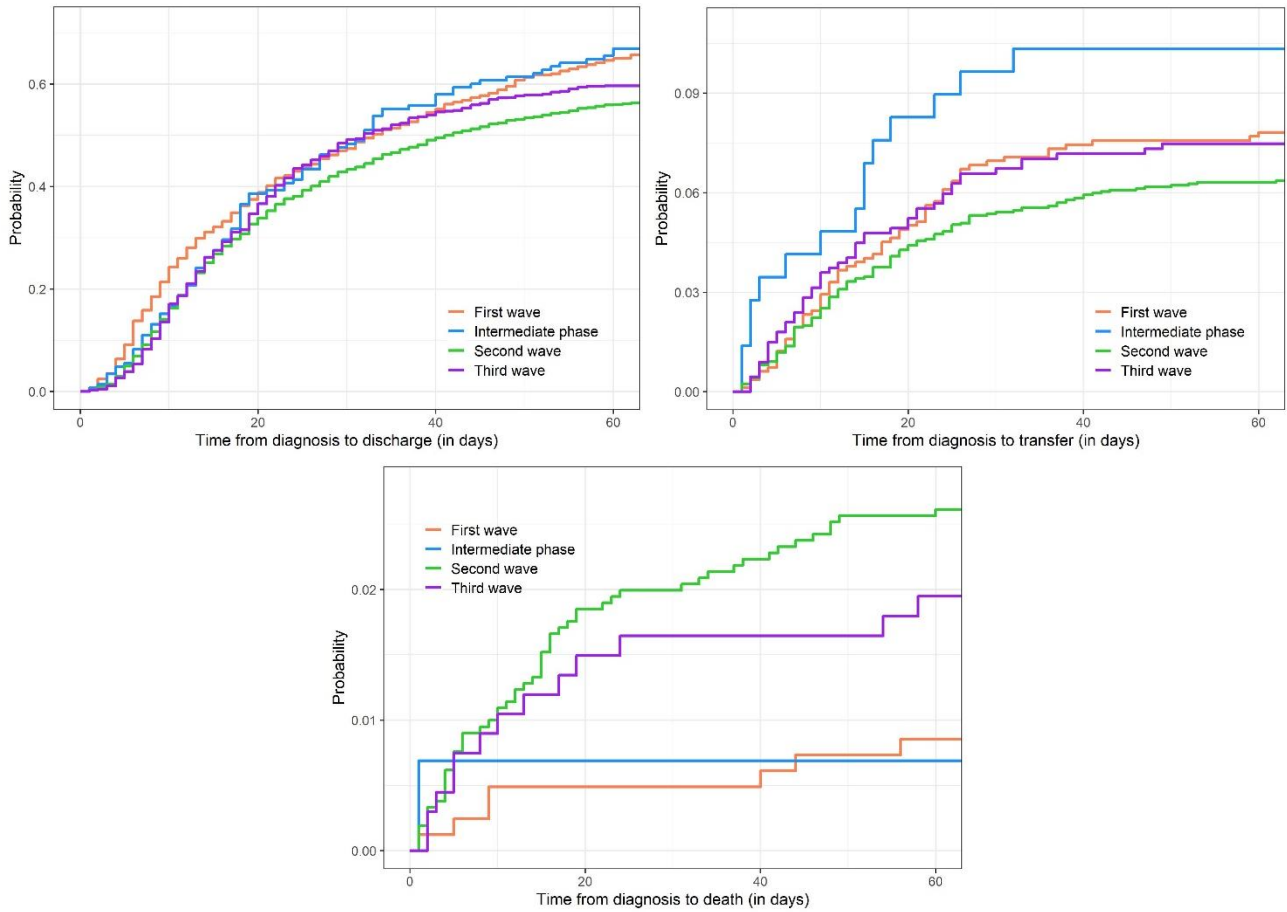 Probability
0.6
0.4
0.2
0.0
First wave
Intermediate phase
Second wave
Third wave
0
20
40
60
Time from diagnosis to discharge (in days)
Probability
0.09
0.06
0.03
0.00
First wave
Intermediate phase
Second wave
Third wave
0
20
40
60
Time from diagnosis to transfer (in days)
Probability
0.02
0.01
0.00
First wave
Intermediate phase
Second wave
Third wave
0
20
40
60
Time from diagnosis to death (in days)